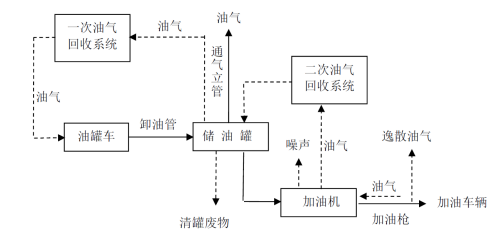 油气
一次油气
回收系统
油气
通气立管
二次油气
回收系统
油气
油罐车
卸油管
储油罐
噪声
油气
逸散油气
油气
清罐废物
加油机
加油枪
加油车辆